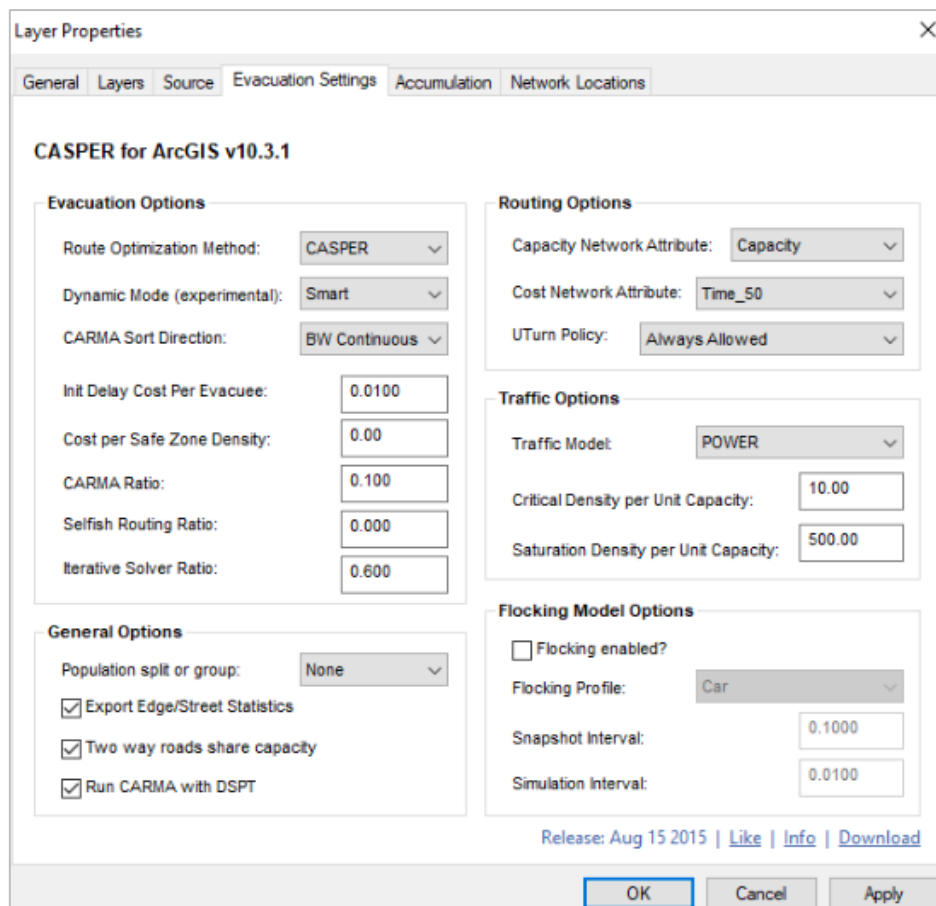 Layer Properties
General Layers Source Evacuation Settings Accumulation Network Locations
CASPER for ArcGIS v10.3.1
Evacuation Options
Route Optimization Method: CASPER
Dynamic Mode (experimental): Smart
CARMA Sort Direction: BW Continuous
Init Delay Cost Per Evacuee: 0.0100
Cost per Safe Zone Density: 0.00
CARMA Ratio: 0.100
Selfish Routing Ratio: 0.000
Iterative Solver Ratio: 0.600
General Options
Population split or group: None
Export Edge/Street Statistics
Two way roads share capacity
Run CARMA with DSPT
Routing Options
Capacity Network Attribute: Capacity
Cost Network Attribute: Time_50
UTurn Policy: Always Allowed
Traffic Options
Traffic Model: POWER
Critical Density per Unit Capacity: 10.00
Saturation Density per Unit Capacity: 500.00
Flocking Model Options
Flocking enabled?
Flocking Profile: Car
Snapshot Interval: 0.1000
Simulation Interval: 0.0100
Release: Aug 15 2015 | Like | Info | Download
OK Cancel Apply